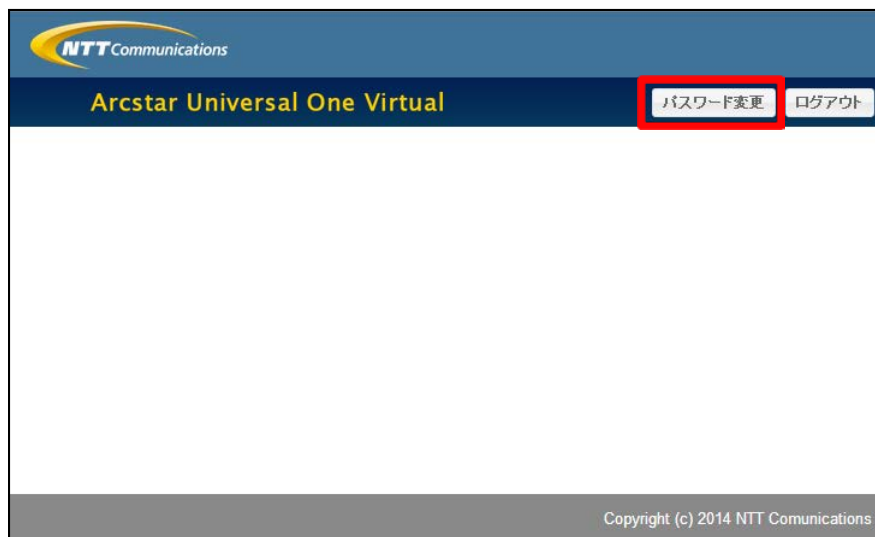 NTT Communications
Arcstar Universal One Virtual
パスワード変更
ログアウト
Copyright (c) 2014 NTT Comunications